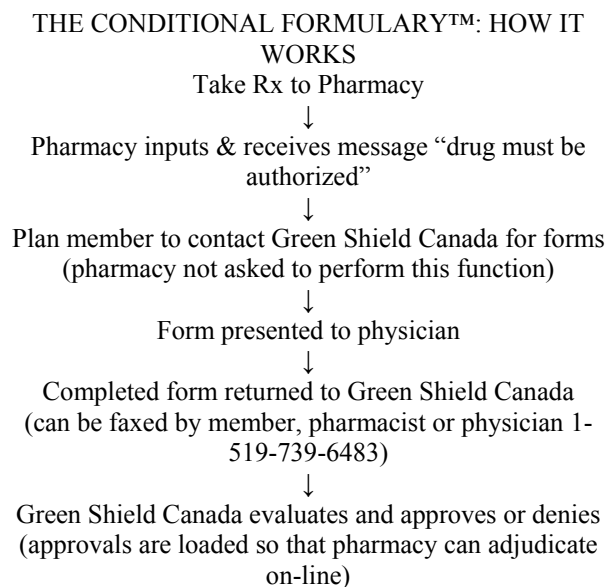 THE CONDITIONAL FORMULARY™: HOW IT
WORKS
Take Rx to Pharmacy
↓
Pharmacy inputs & receives message “drug must be
authorized”
↓
Plan member to contact Green Shield Canada for forms
(pharmacy not asked to perform this function)
↓
Form presented to physician
↓
Completed form returned to Green Shield Canada
(can be faxed by member, pharmacist or physician 1-
519-739-6483)
↓
Green Shield Canada evaluates and approves or denies
(approvals are loaded so that pharmacy can adjudicate
on-line)